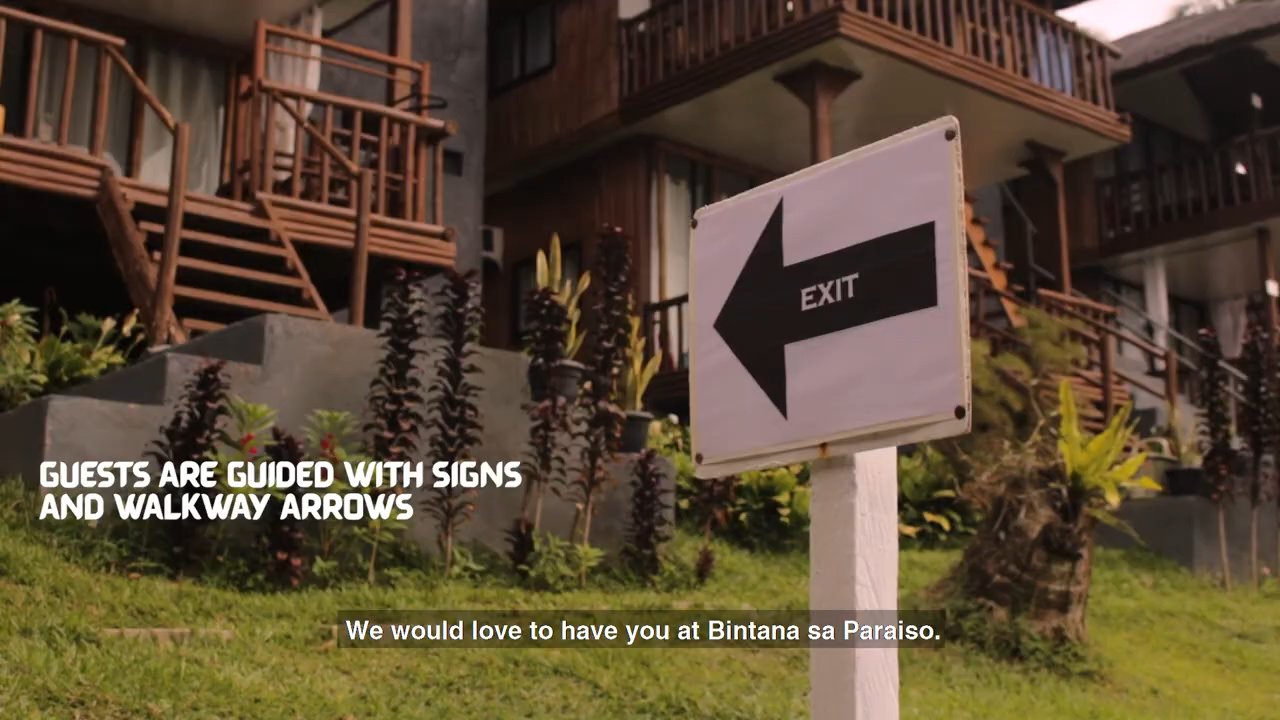 EXIT
GUESTS ARE GUIDED WITH SIGNS
AND WALKWAY ARROWS
We would love to have you at Bintana sa Paraiso.